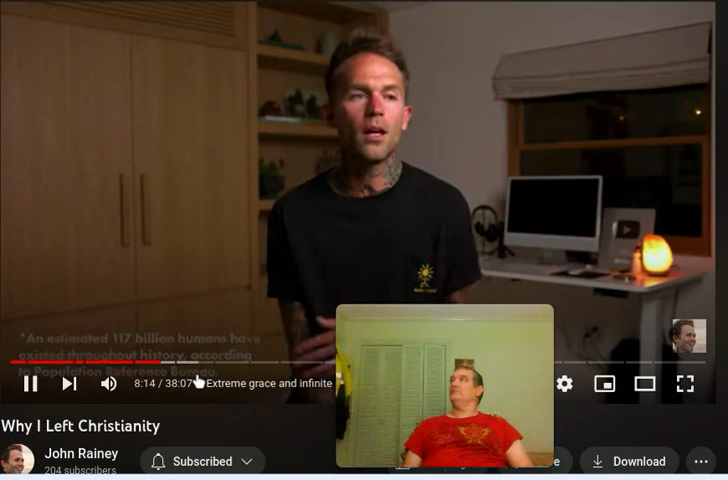 *An estimated 117 billion humans have
existed throughout history, according
to Population Reference Bureau.
8:14 / 38:07
Extreme grace and infinite
Why I Left Christianity
John Rainey
204 subscribers
Subscribed
Download